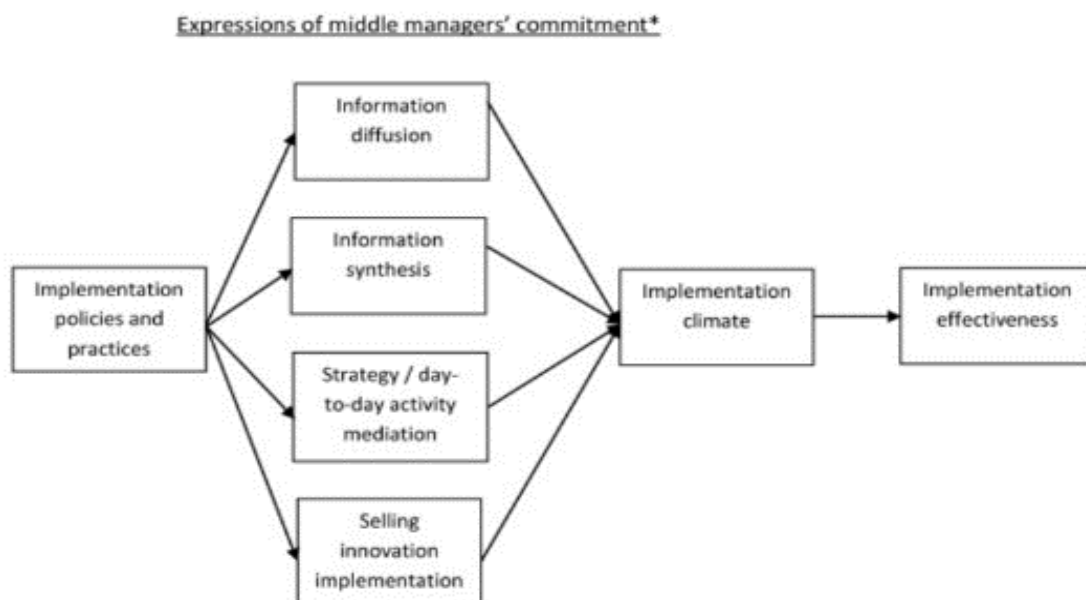 Expressions of middle managers' commitment*
Information
diffusion
Information
synthesis
Implementation
policies and
practices
Strategy / day-
to-day activity
mediation
Selling
innovation
implementation
Implementation
climate
Implementation
effectiveness